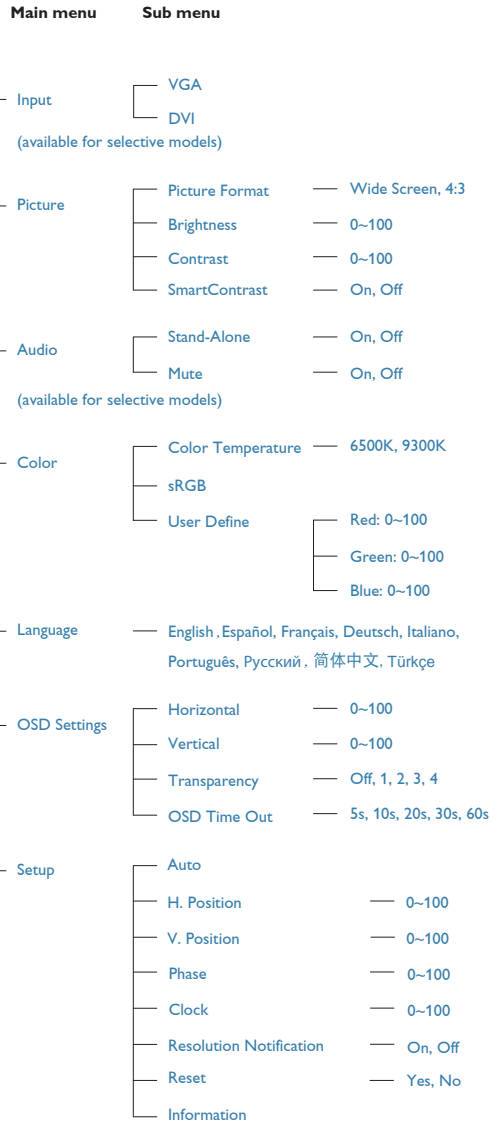 Main menu Sub menu
VGA
Input
DVI
(available for selective models)
Picture Format Wide Screen, 4:3
Picture
Brightness 0~100
Contrast 0~100
SmartContrast On, Off
Stand-Alone On, Off
Audio
Mute On, Off
(available for selective models)
Color Temperature 6500K, 9300K
Color
sRGB
User Define Red: 0~100
Green: 0~100
Blue: 0~100
Language English , Español, Français, Deutsch, Italiano,
Português, Русский , 简体中文, Türkçe
Horizontal 0~100
OSD Settings
Vertical 0~100
Transparency Off, 1, 2, 3, 4
OSD Time Out 5s, 10s, 20s, 30s, 60s
Auto
Setup
H. Position 0~100
V. Position 0~100
Phase 0~100
Clock 0~100
Resolution Notification On, Off
Reset Yes, No
Information